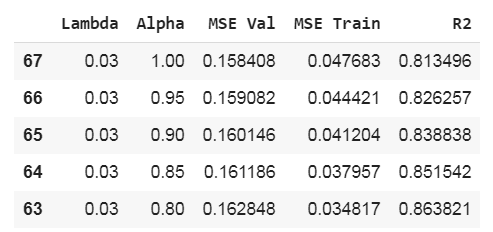 Lambda Alpha MSE Val MSE Train R2
67 0.03 1.00 0.158408 0.047683 0.813496
66 0.03 0.95 0.159082 0.044421 0.826257
65 0.03 0.90 0.160146 0.041204 0.838838
64 0.03 0.85 0.161186 0.037957 0.851542
63 0.03 0.80 0.162848 0.034817 0.863821